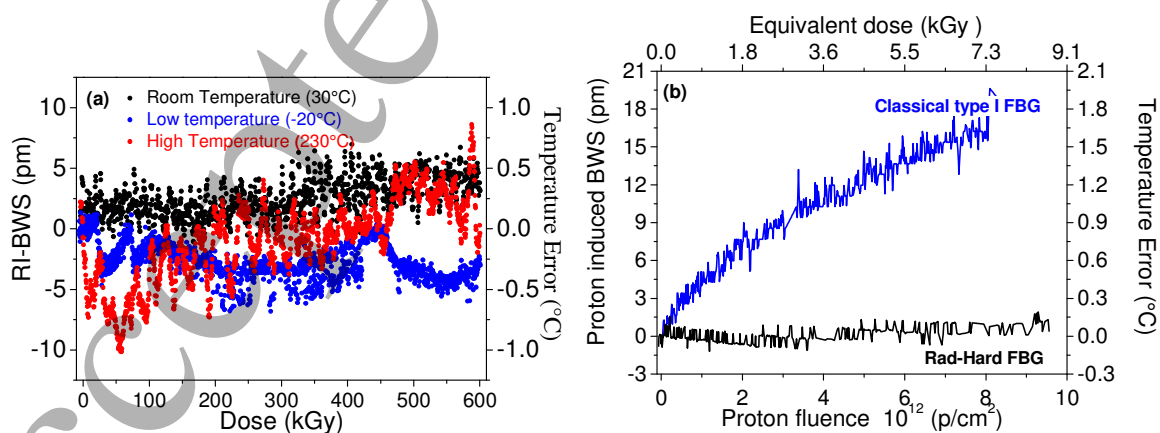 (a)
Room Temperature (30°C)
Low temperature (-20°C)
High Temperature (230°C)
10
5
0
-5
-10
RI-BWS (pm)
1.0
0.5
0.0
-0.5
-1.0
Temperature Error (°C)
0 100 200 300 400 500 600
Dose (kGy)
Equivalent dose (kGy )
0.0 1.8 3.6 5.5 7.3 9.1
(b)
Classical type I FBG
Rad-Hard FBG
21
18
15
12
9
6
3
0
-3
Proton induced BWS (pm)
2.1
1.8
1.5
1.2
0.9
0.6
0.3
0.0
-0.3
Temperature Error (°C)
0 2 4 6 8 10
Proton fluence 10^12 (p/cm^2)